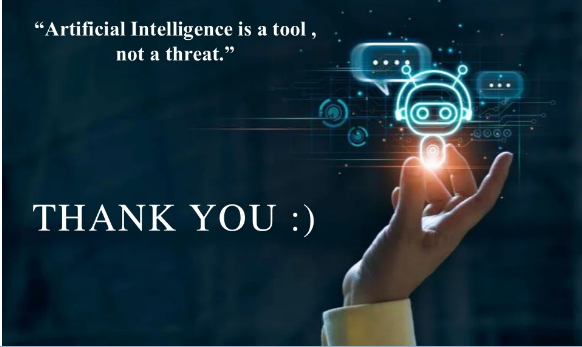 “Artificial Intelligence is a tool ,
not a threat.”
THANK YOU :)